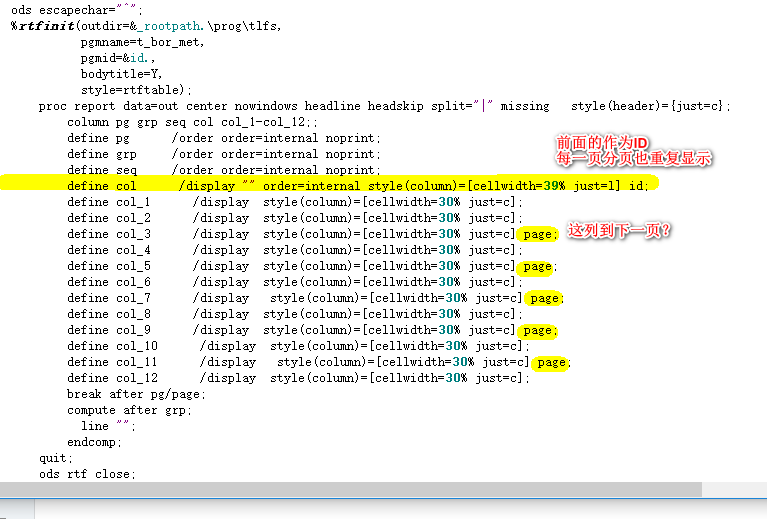 ods escapechar="^";
%rtfinit(outdir=&_rootpath.\prog\tlfs,
pgmname=t_bor_met,
pgmid=&id.,
bodytitle=Y,
style=rtftable);
proc report data=out center nowindows headline headskip split="|" missing style(header)={just=c};
column pg grp seq col col_1-col_12;;
define pg /order order=internal noprint;
define grp /order order=internal noprint;
define seq /order order=internal noprint;
前面的作为ID
每一页分页也重复显示
define col /display "" order=internal style(column)=[cellwidth=39% just=l] id;
define col_1 /display style(column)=[cellwidth=30% just=c];
define col_2 /display style(column)=[cellwidth=30% just=c];
define col_3 /display style(column)=[cellwidth=30% just=c] page; 这列到下一页？
define col_4 /display style(column)=[cellwidth=30% just=c];
define col_5 /display style(column)=[cellwidth=30% just=c] page;
define col_6 /display style(column)=[cellwidth=30% just=c];
define col_7 /display style(column)=[cellwidth=30% just=c] page;
define col_8 /display style(column)=[cellwidth=30% just=c];
define col_9 /display style(column)=[cellwidth=30% just=c] page;
define col_10 /display style(column)=[cellwidth=30% just=c];
define col_11 /display style(column)=[cellwidth=30% just=c] page;
define col_12 /display style(column)=[cellwidth=30% just=c];
break after pg/page;
compute after grp;
line "";
endcomp;
quit;
ods rtf close;